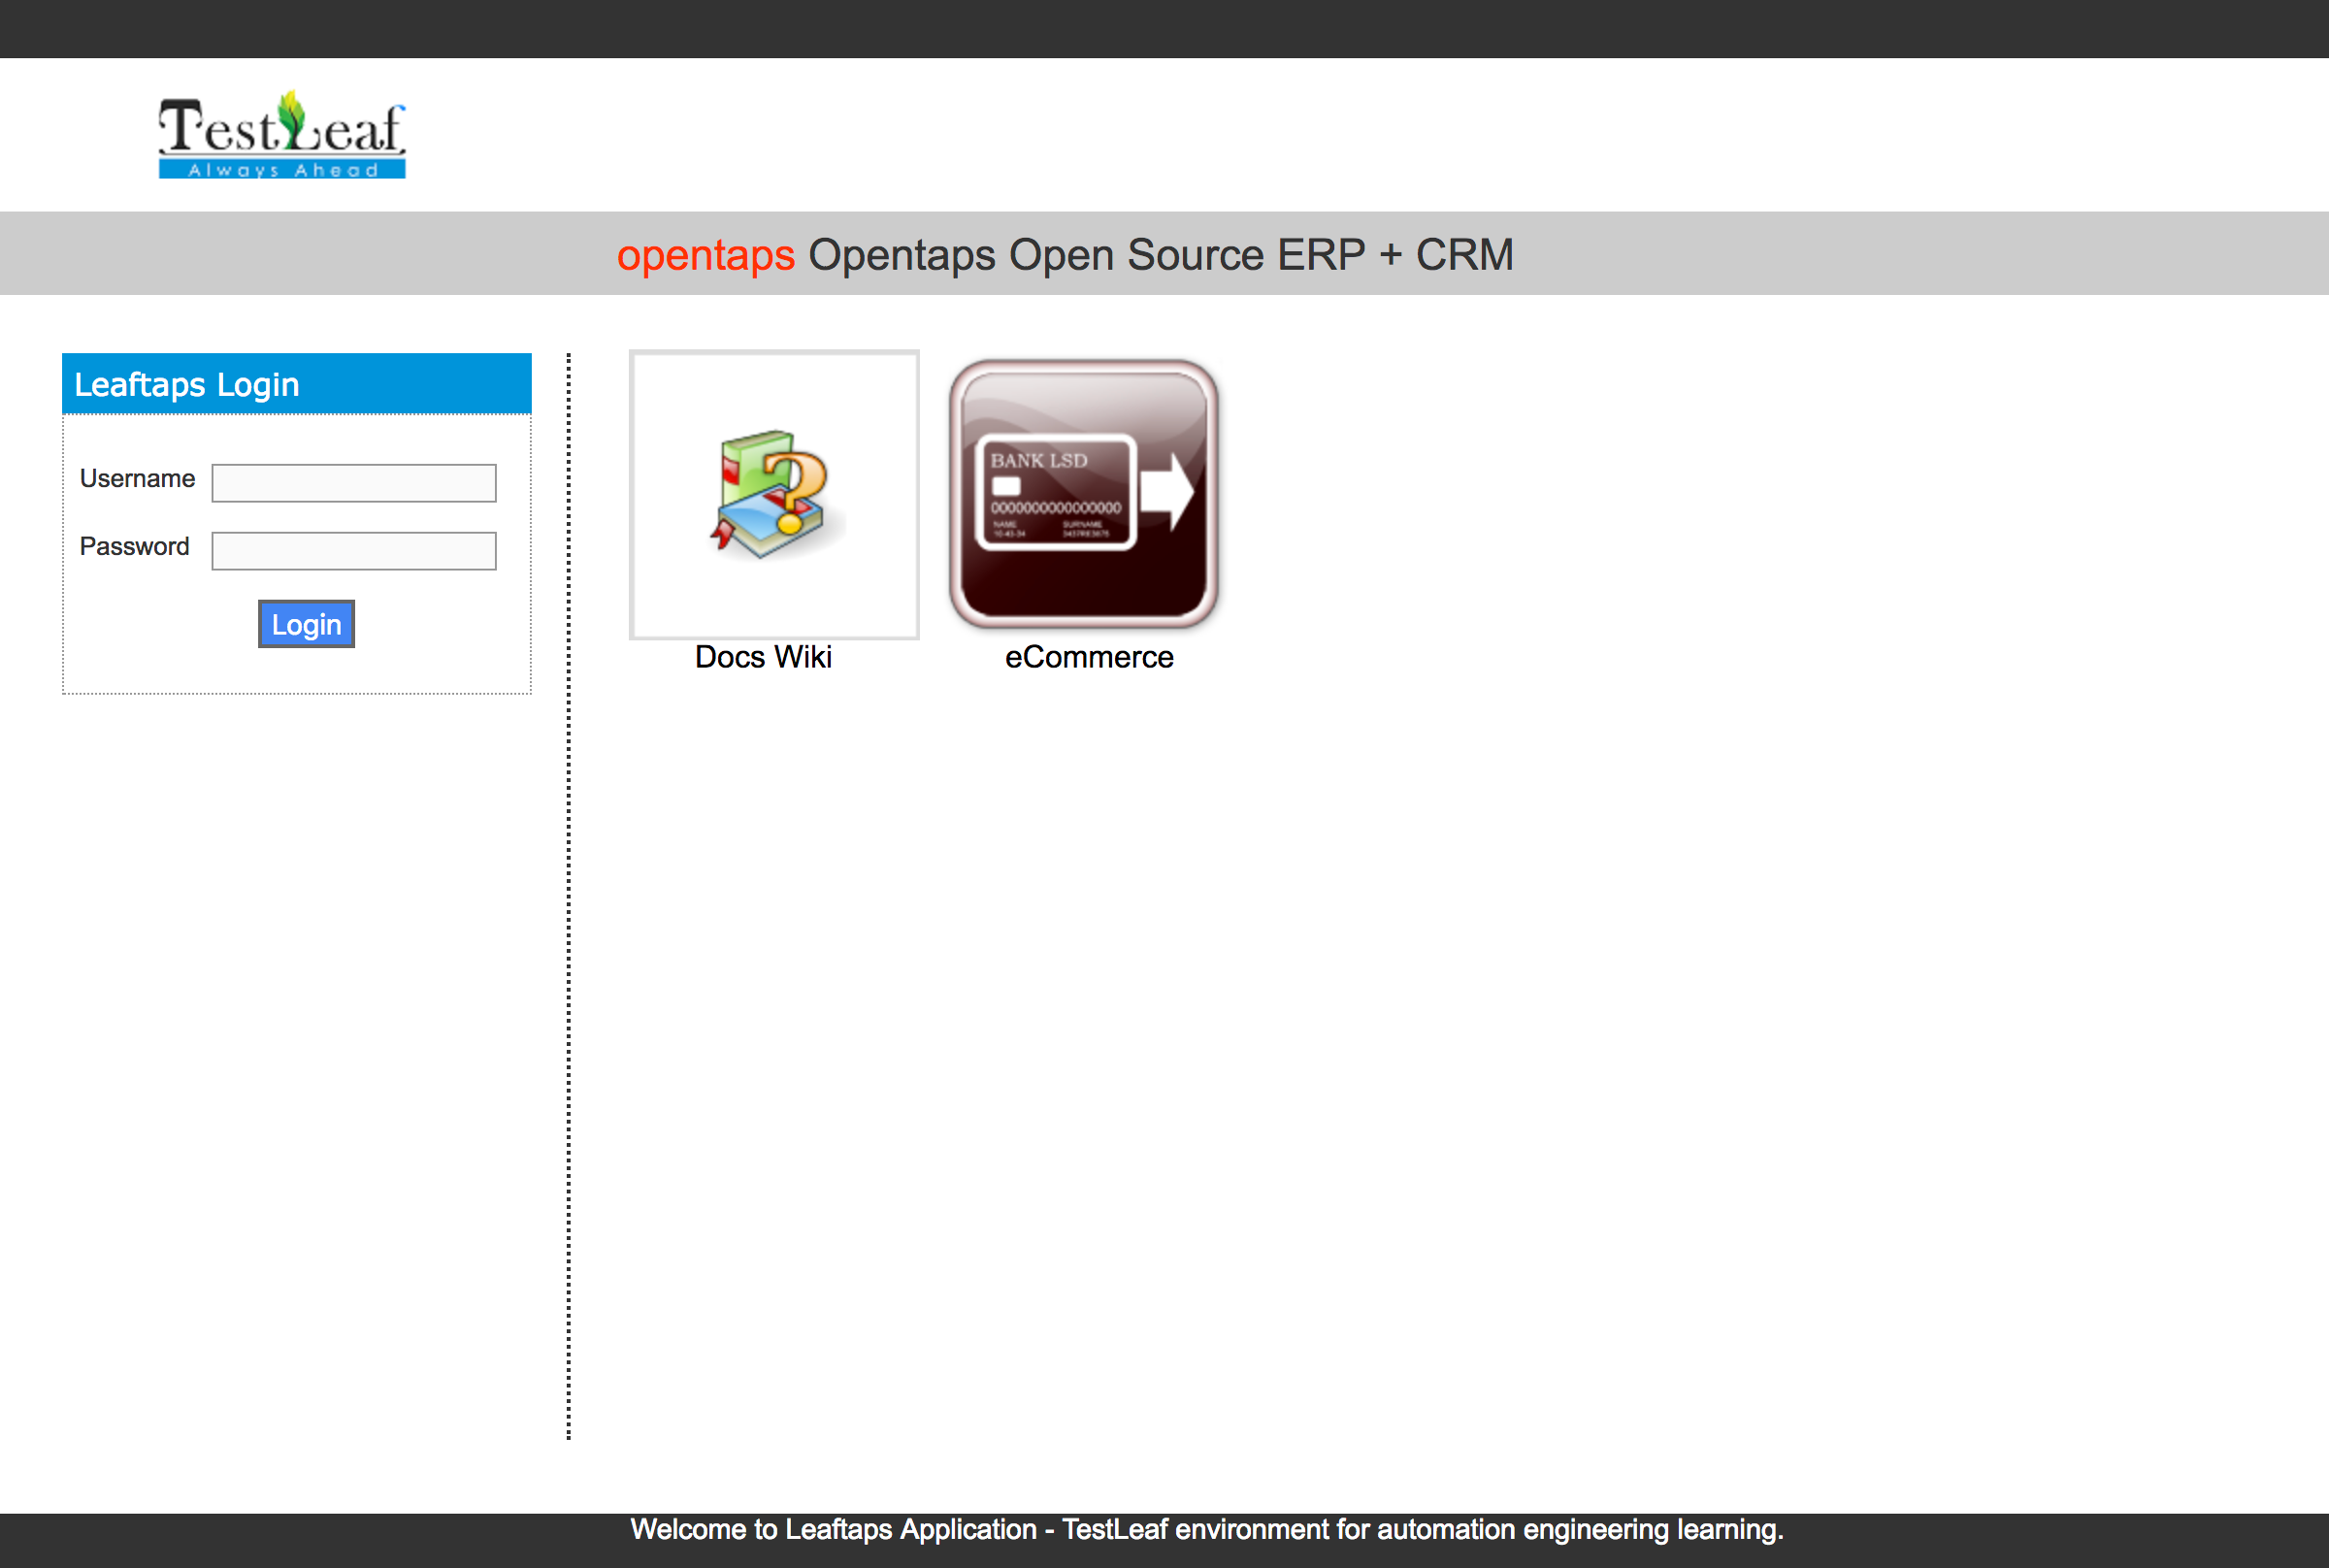 TestLeaf
Always Ahead
opentaps Opentaps Open Source ERP + CRM
Leaftaps Login
Username
Password
Login
BANK LSD
0000000000000000
NAME SURNAME
Docs Wiki
eCommerce
Welcome to Leaftaps Application - TestLeaf environment for automation engineering learning.